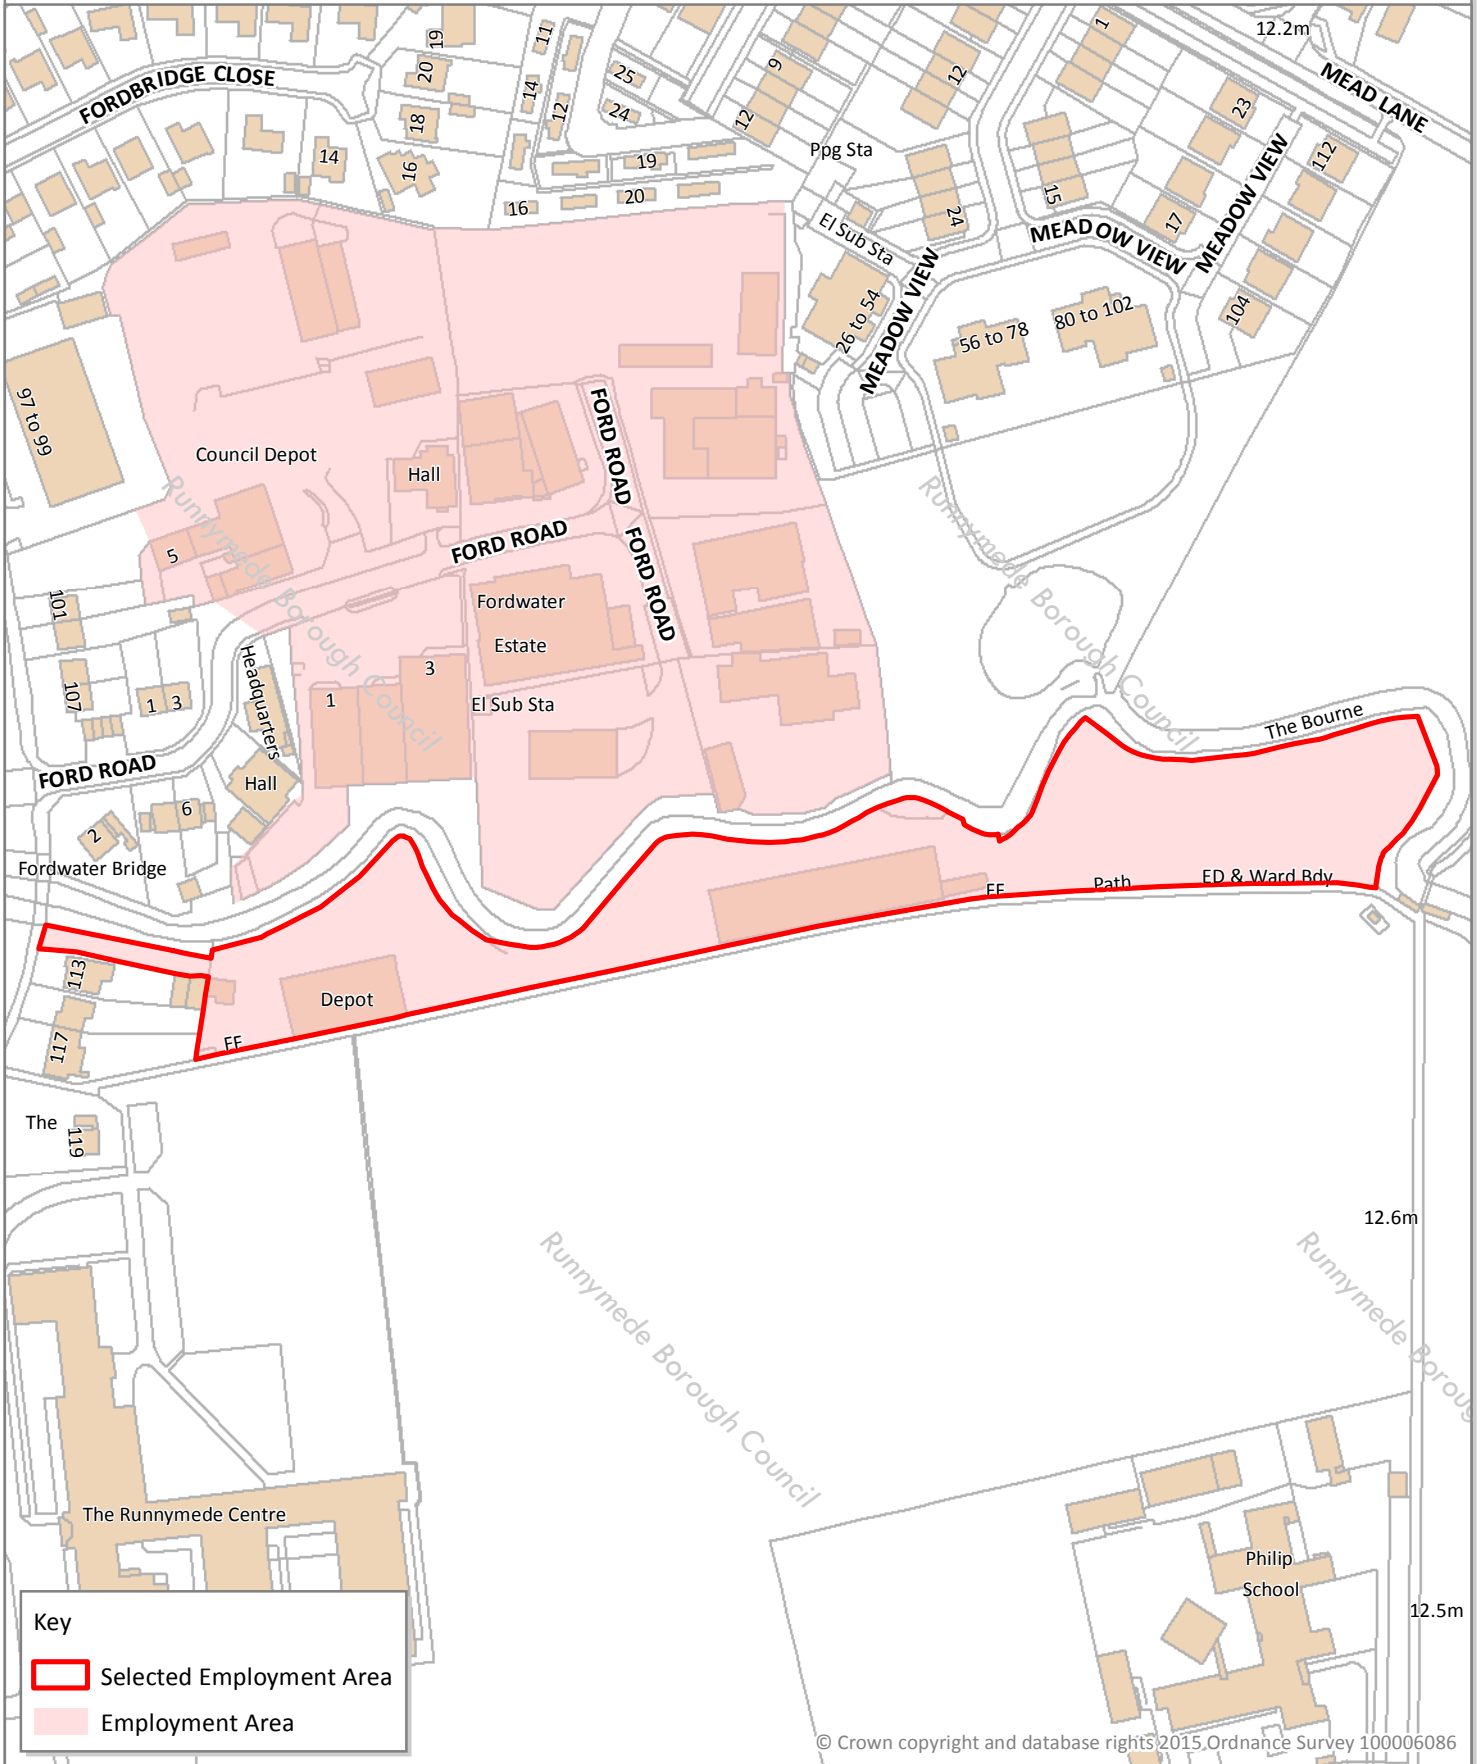 12.2m
MEAD LANE
FORDBRIDGE CLOSE
19
20
18
16
14
11
14
12
25
24
19
20
16
9
12
12
1
23
112
15
17
24
Ppg Sta
El Sub Sta
MEADOW VIEW
MEADOW VIEW
MEADOW VIEW
26 to 54
56 to 78
80 to 102
104
97 to 99
Council Depot
Hall
FORD ROAD
FORD ROAD
FORD ROAD
5
Fordwater
Estate
101
107
1 3
Headquarters
3
1
El Sub Sta
FORD ROAD
Hall
6
2
Fordwater Bridge
The Bourne
FF
Path
ED & Ward Bdy
113
117
Depot
FF
The
119
12.6m
Runnymede Borough Council
Runnymede Borough Council
Runnymede Borough Council
Runnymede Boroug
The Runnymede Centre
Philip
School
12.5m
Key
Selected Employment Area
Employment Area
© Crown copyright and database rights 2015 Ordnance Survey 100006086